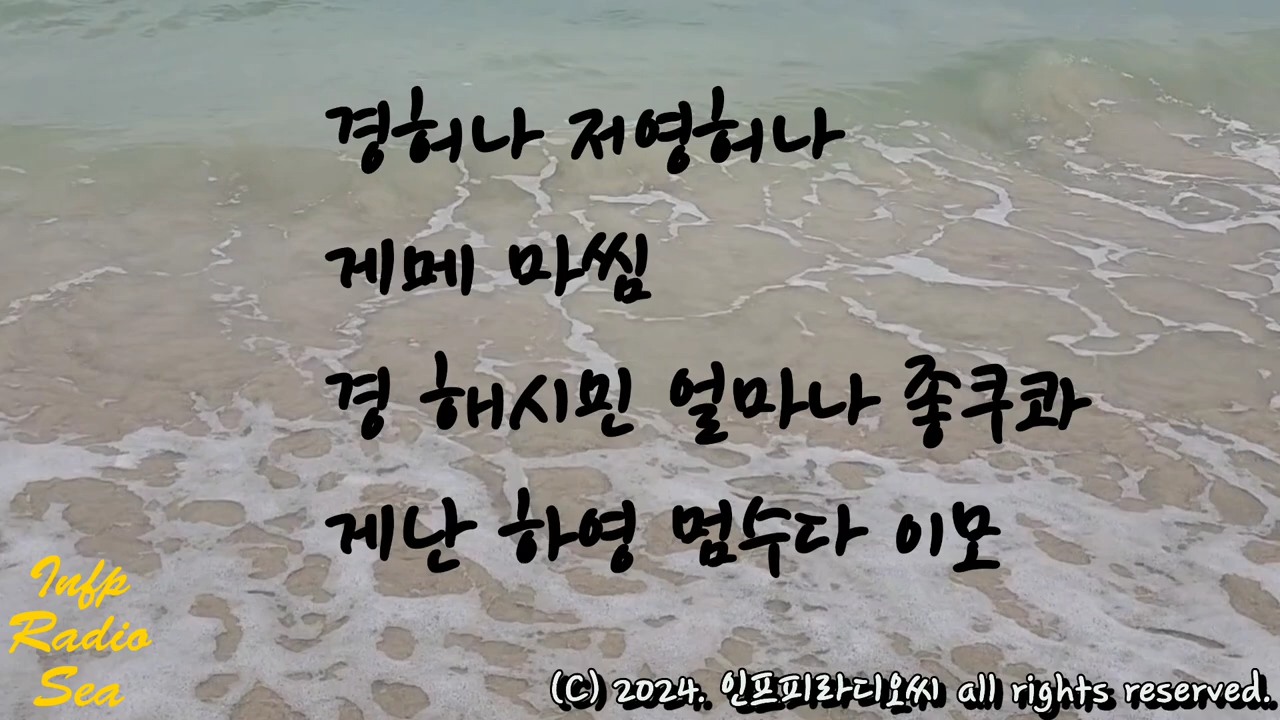 경허나 저영허나
게메 마씸
경 해시민 얼마나 좋쿠콰
게난 하영 멈수다 이모
Infp
Radio
Sea
(C) 2024. 인프피라디오씨 all rights reserved.